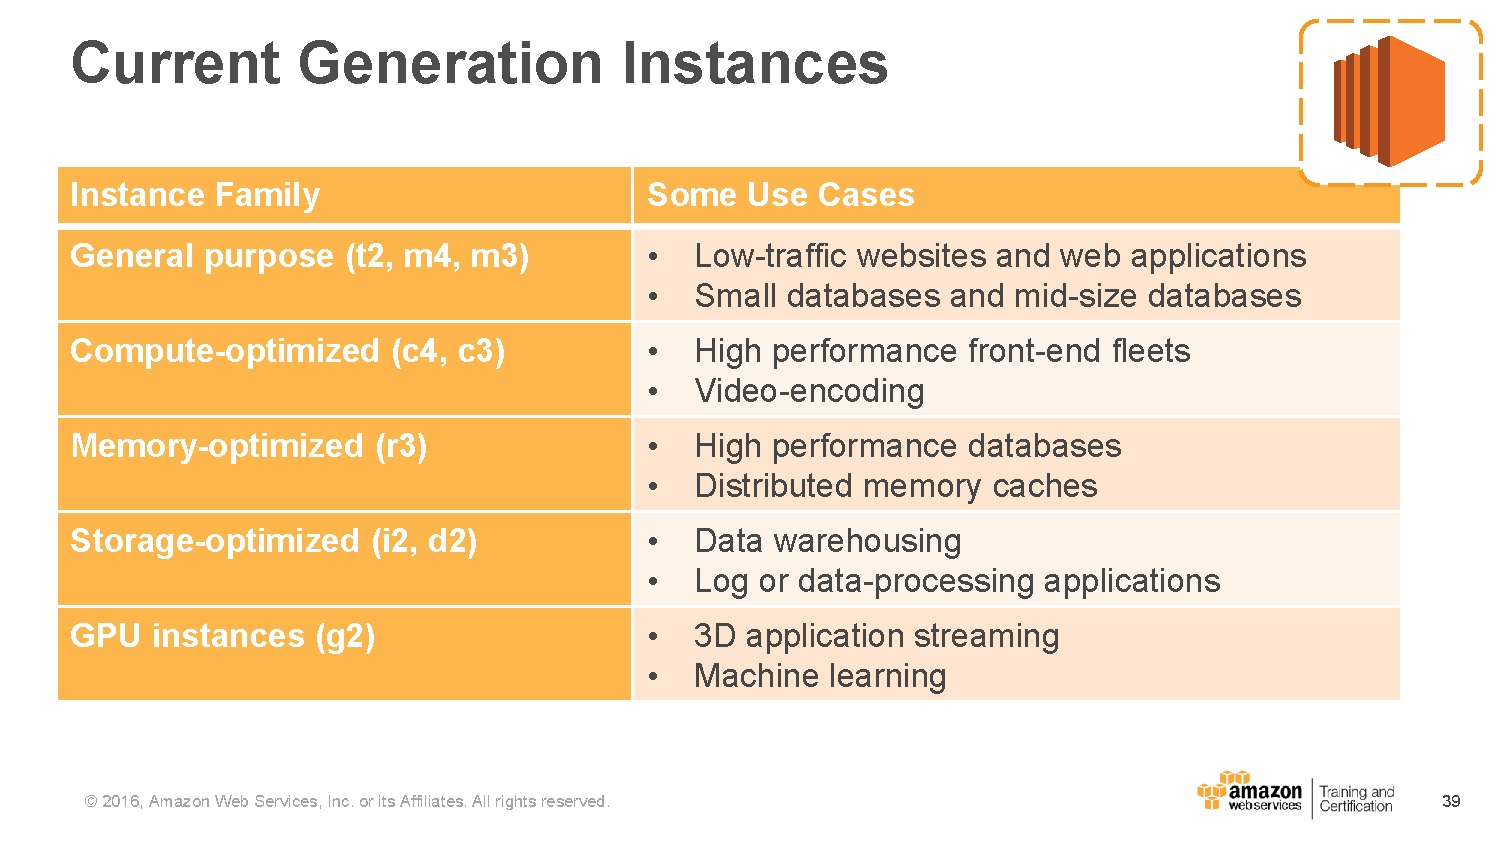 Current Generation Instances
Instance Family
Some Use Cases
General purpose (t2, m4, m3)
• Low-traffic websites and web applications
• Small databases and mid-size databases
Compute-optimized (c4, c3)
• High performance front-end fleets
• Video-encoding
Memory-optimized (r3)
• High performance databases
• Distributed memory caches
Storage-optimized (i2, d2)
• Data warehousing
• Log or data-processing applications
GPU instances (g2)
• 3D application streaming
• Machine learning
© 2016, Amazon Web Services, Inc. or its Affiliates. All rights reserved.
amazon
webservices
Training and
Certification
39